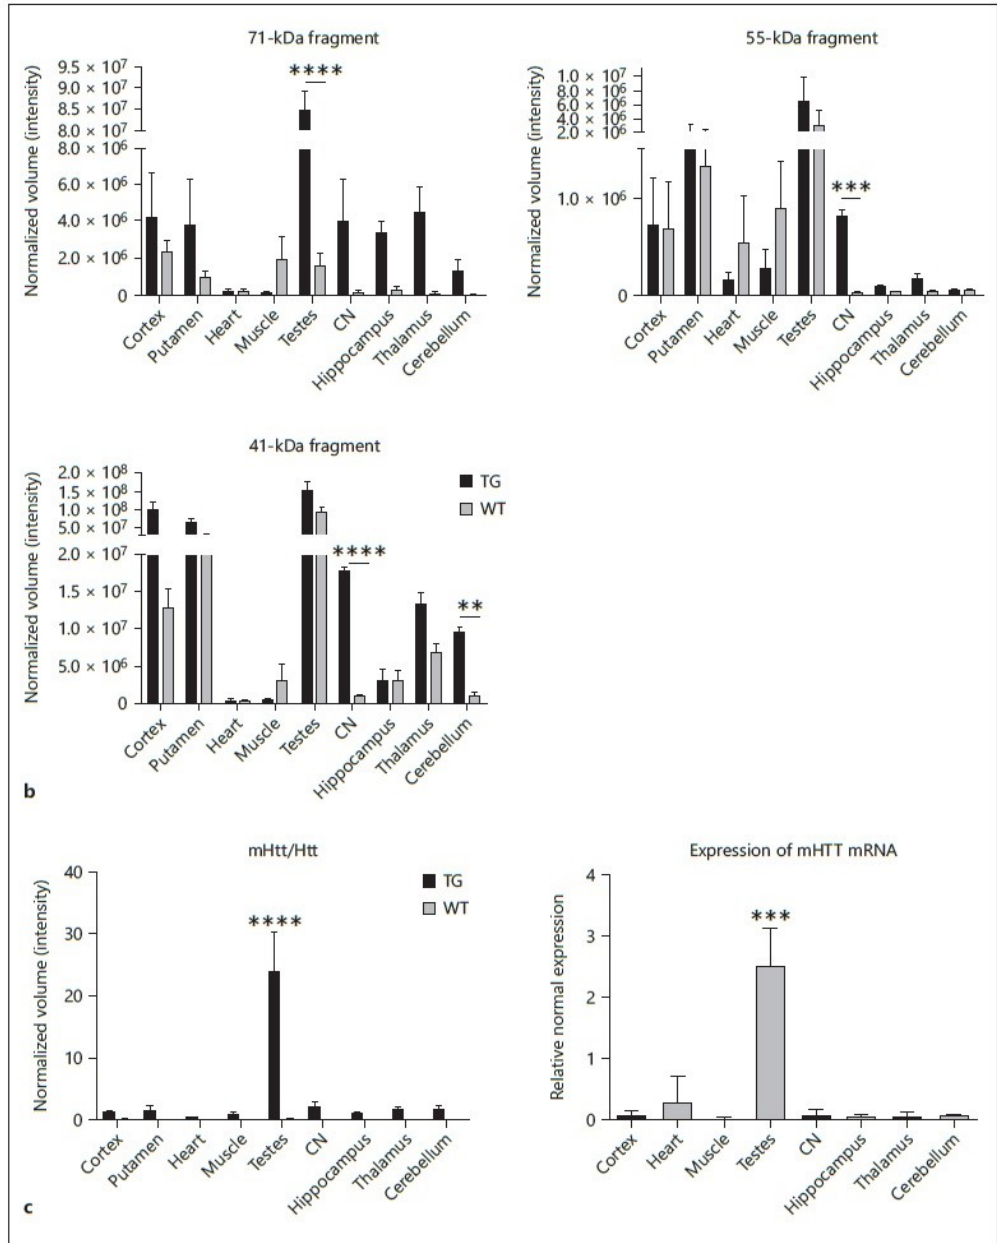 71-kDa fragment
Normalized volume (intensity)
9.5 × 10⁷
9.0 × 10⁷
8.5 × 10⁷
8.0 × 10⁷
8.0 × 10⁶
6.0 × 10⁶
4.0 × 10⁶
2.0 × 10⁶
0
****
Cortex
Putamen
Heart
Muscle
Testes
CN
Hippocampus
Thalamus
Cerebellum
55-kDa fragment
Normalized volume (intensity)
1.0 × 10⁷
8.0 × 10⁶
6.0 × 10⁶
4.0 × 10⁶
2.0 × 10⁶
1.0 × 10⁶
0
***
Cortex
Putamen
Heart
Muscle
Testes
CN
Hippocampus
Thalamus
Cerebellum
41-kDa fragment
Normalized volume (intensity)
2.0 × 10⁸
1.5 × 10⁸
1.0 × 10⁸
5.0 × 10⁷
2.0 × 10⁷
1.5 × 10⁷
1.0 × 10⁷
5.0 × 10⁶
0
TG
WT
****
**
Cortex
Putamen
Heart
Muscle
Testes
CN
Hippocampus
Thalamus
Cerebellum
b
mHtt/Htt
Normalized volume (intensity)
40
30
20
10
0
TG
WT
****
Cortex
Putamen
Heart
Muscle
Testes
CN
Hippocampus
Thalamus
Cerebellum
Expression of mHTT mRNA
Relative normal expression
4
3
2
1
0
***
Cortex
Heart
Muscle
Testes
CN
Hippocampus
Thalamus
Cerebellum
c